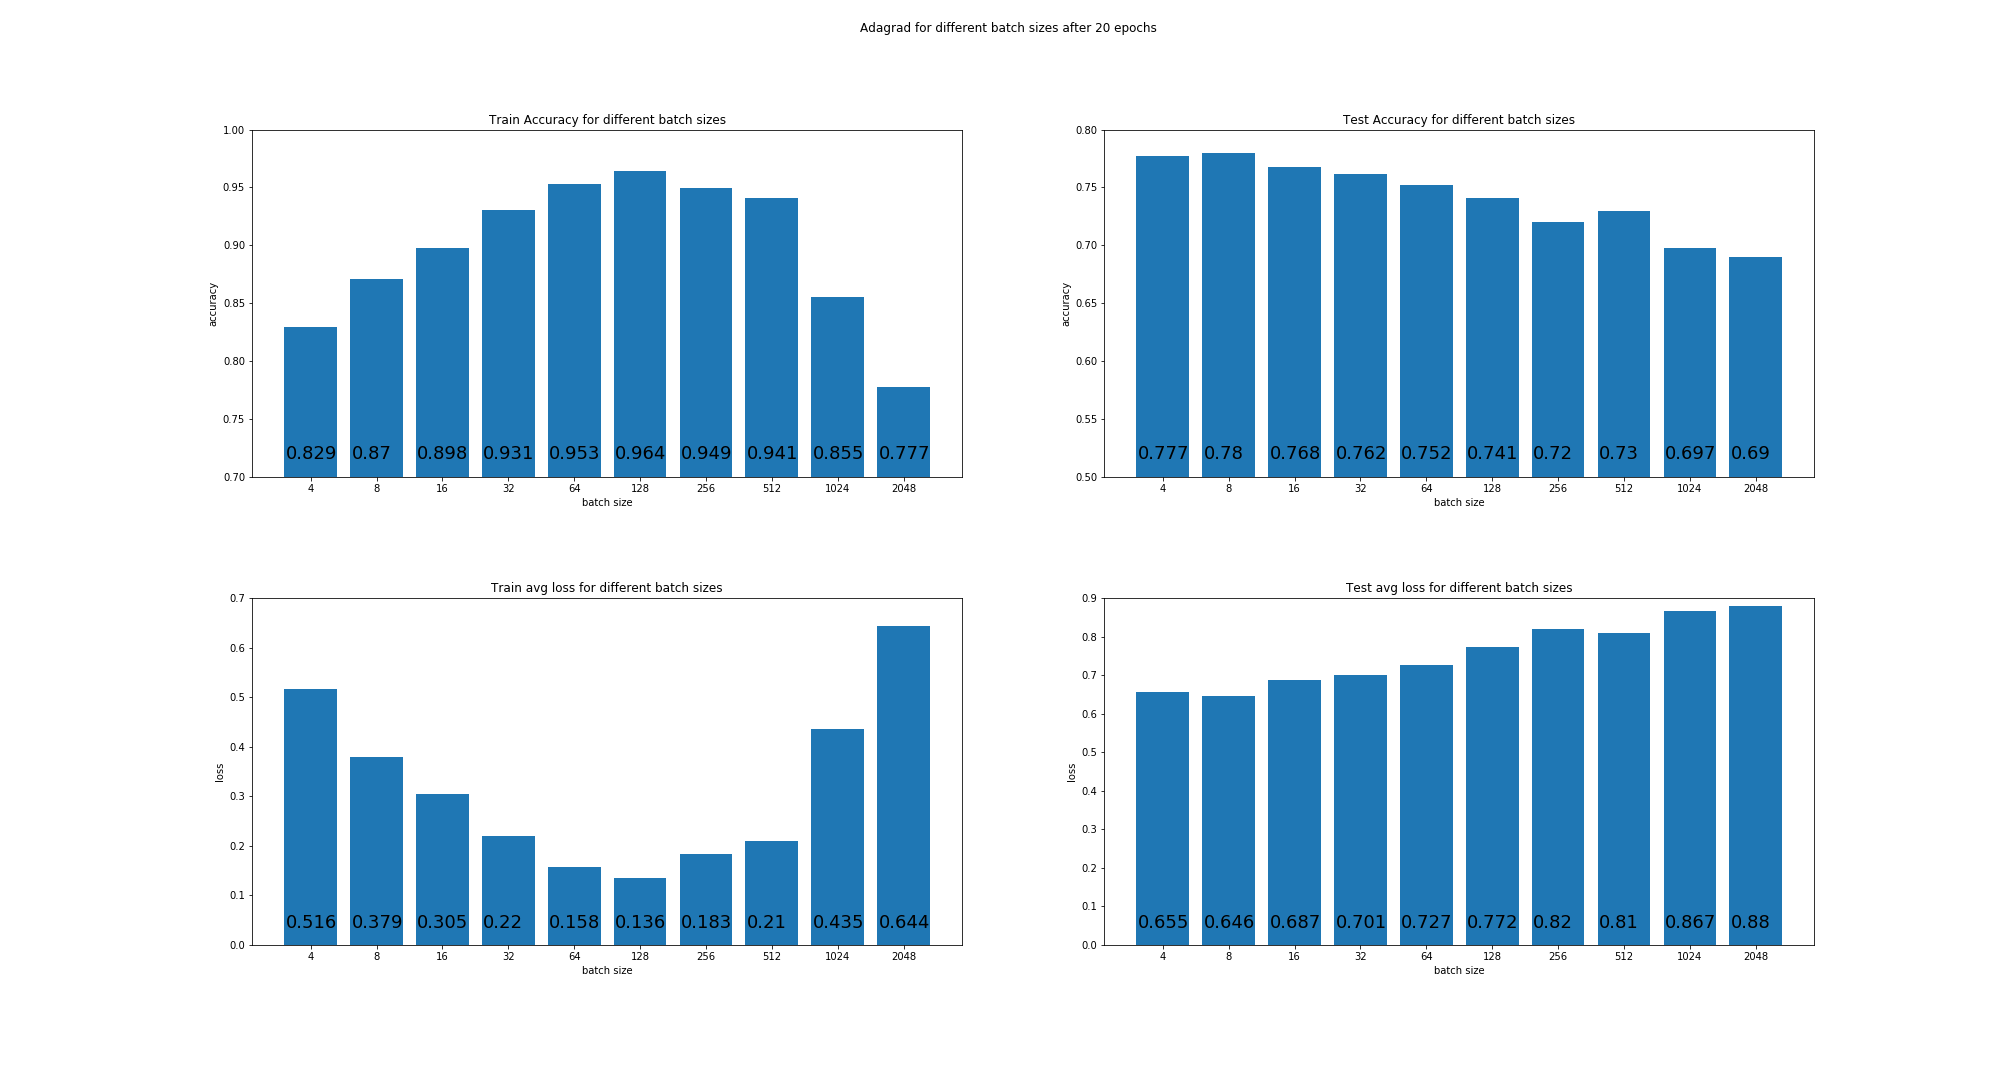 Adagrad for different batch sizes after 20 epochs
Train Accuracy for different batch sizes
1.00
0.95
0.90
0.85
0.80
0.75
0.70
accuracy
0.829 0.87 0.898 0.931 0.953 0.964 0.949 0.941 0.855 0.777
4 8 16 32 64 128 256 512 1024 2048
batch size
Test Accuracy for different batch sizes
0.80
0.75
0.70
0.65
0.60
0.55
0.50
accuracy
0.777 0.78 0.768 0.762 0.752 0.741 0.72 0.73 0.697 0.69
4 8 16 32 64 128 256 512 1024 2048
batch size
Train avg loss for different batch sizes
0.7
0.6
0.5
0.4
0.3
0.2
0.1
0.0
loss
0.516 0.379 0.305 0.22 0.158 0.136 0.183 0.21 0.435 0.644
4 8 16 32 64 128 256 512 1024 2048
batch size
Test avg loss for different batch sizes
0.9
0.8
0.7
0.6
0.5
0.4
0.3
0.2
0.1
0.0
loss
0.655 0.646 0.687 0.701 0.727 0.772 0.82 0.81 0.867 0.88
4 8 16 32 64 128 256 512 1024 2048
batch size